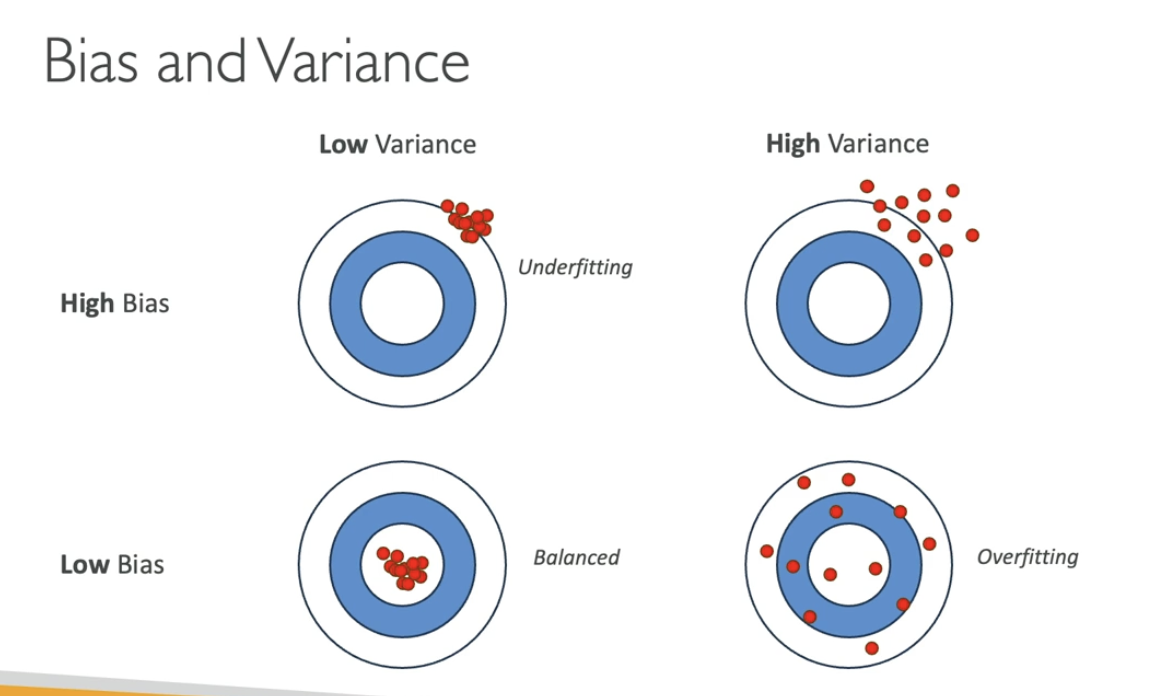 Bias and Variance
Low Variance
High Variance
Underfitting
High Bias
Low Bias
Balanced
Overfitting